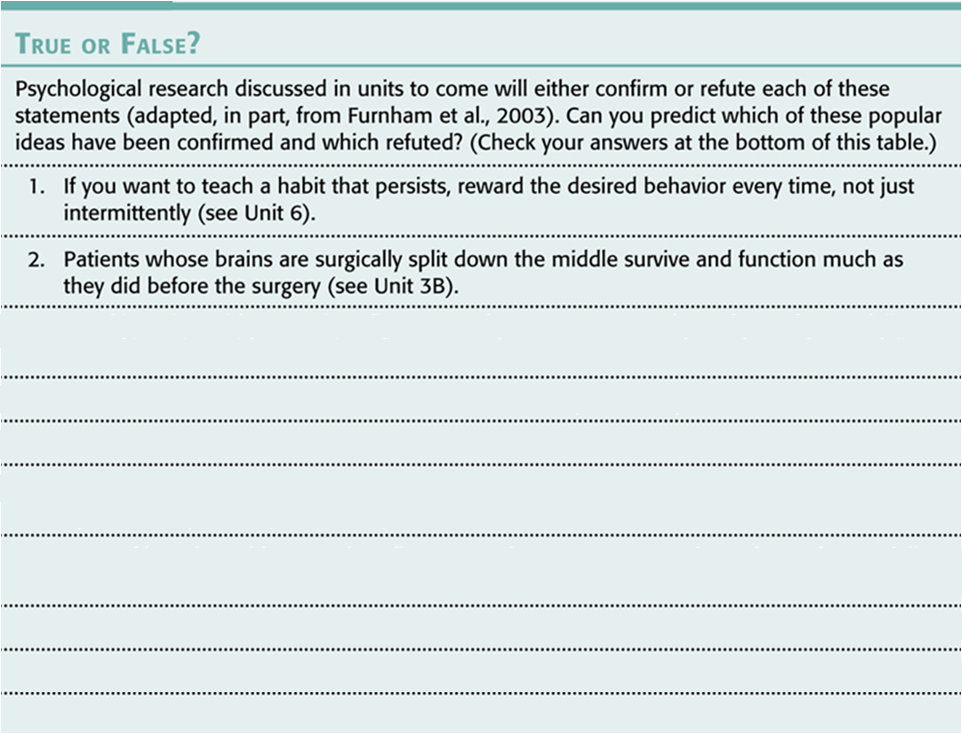 TRUE OR FALSE?
Psychological research discussed in units to come will either confirm or refute each of these
statements (adapted, in part, from Furnham et al., 2003). Can you predict which of these popular
ideas have been confirmed and which refuted? (Check your answers at the bottom of this table.)
1. If you want to teach a habit that persists, reward the desired behavior every time, not just
intermittently (see Unit 6).
2. Patients whose brains are surgically split down the middle survive and function much as
they did before the surgery (see Unit 3B).